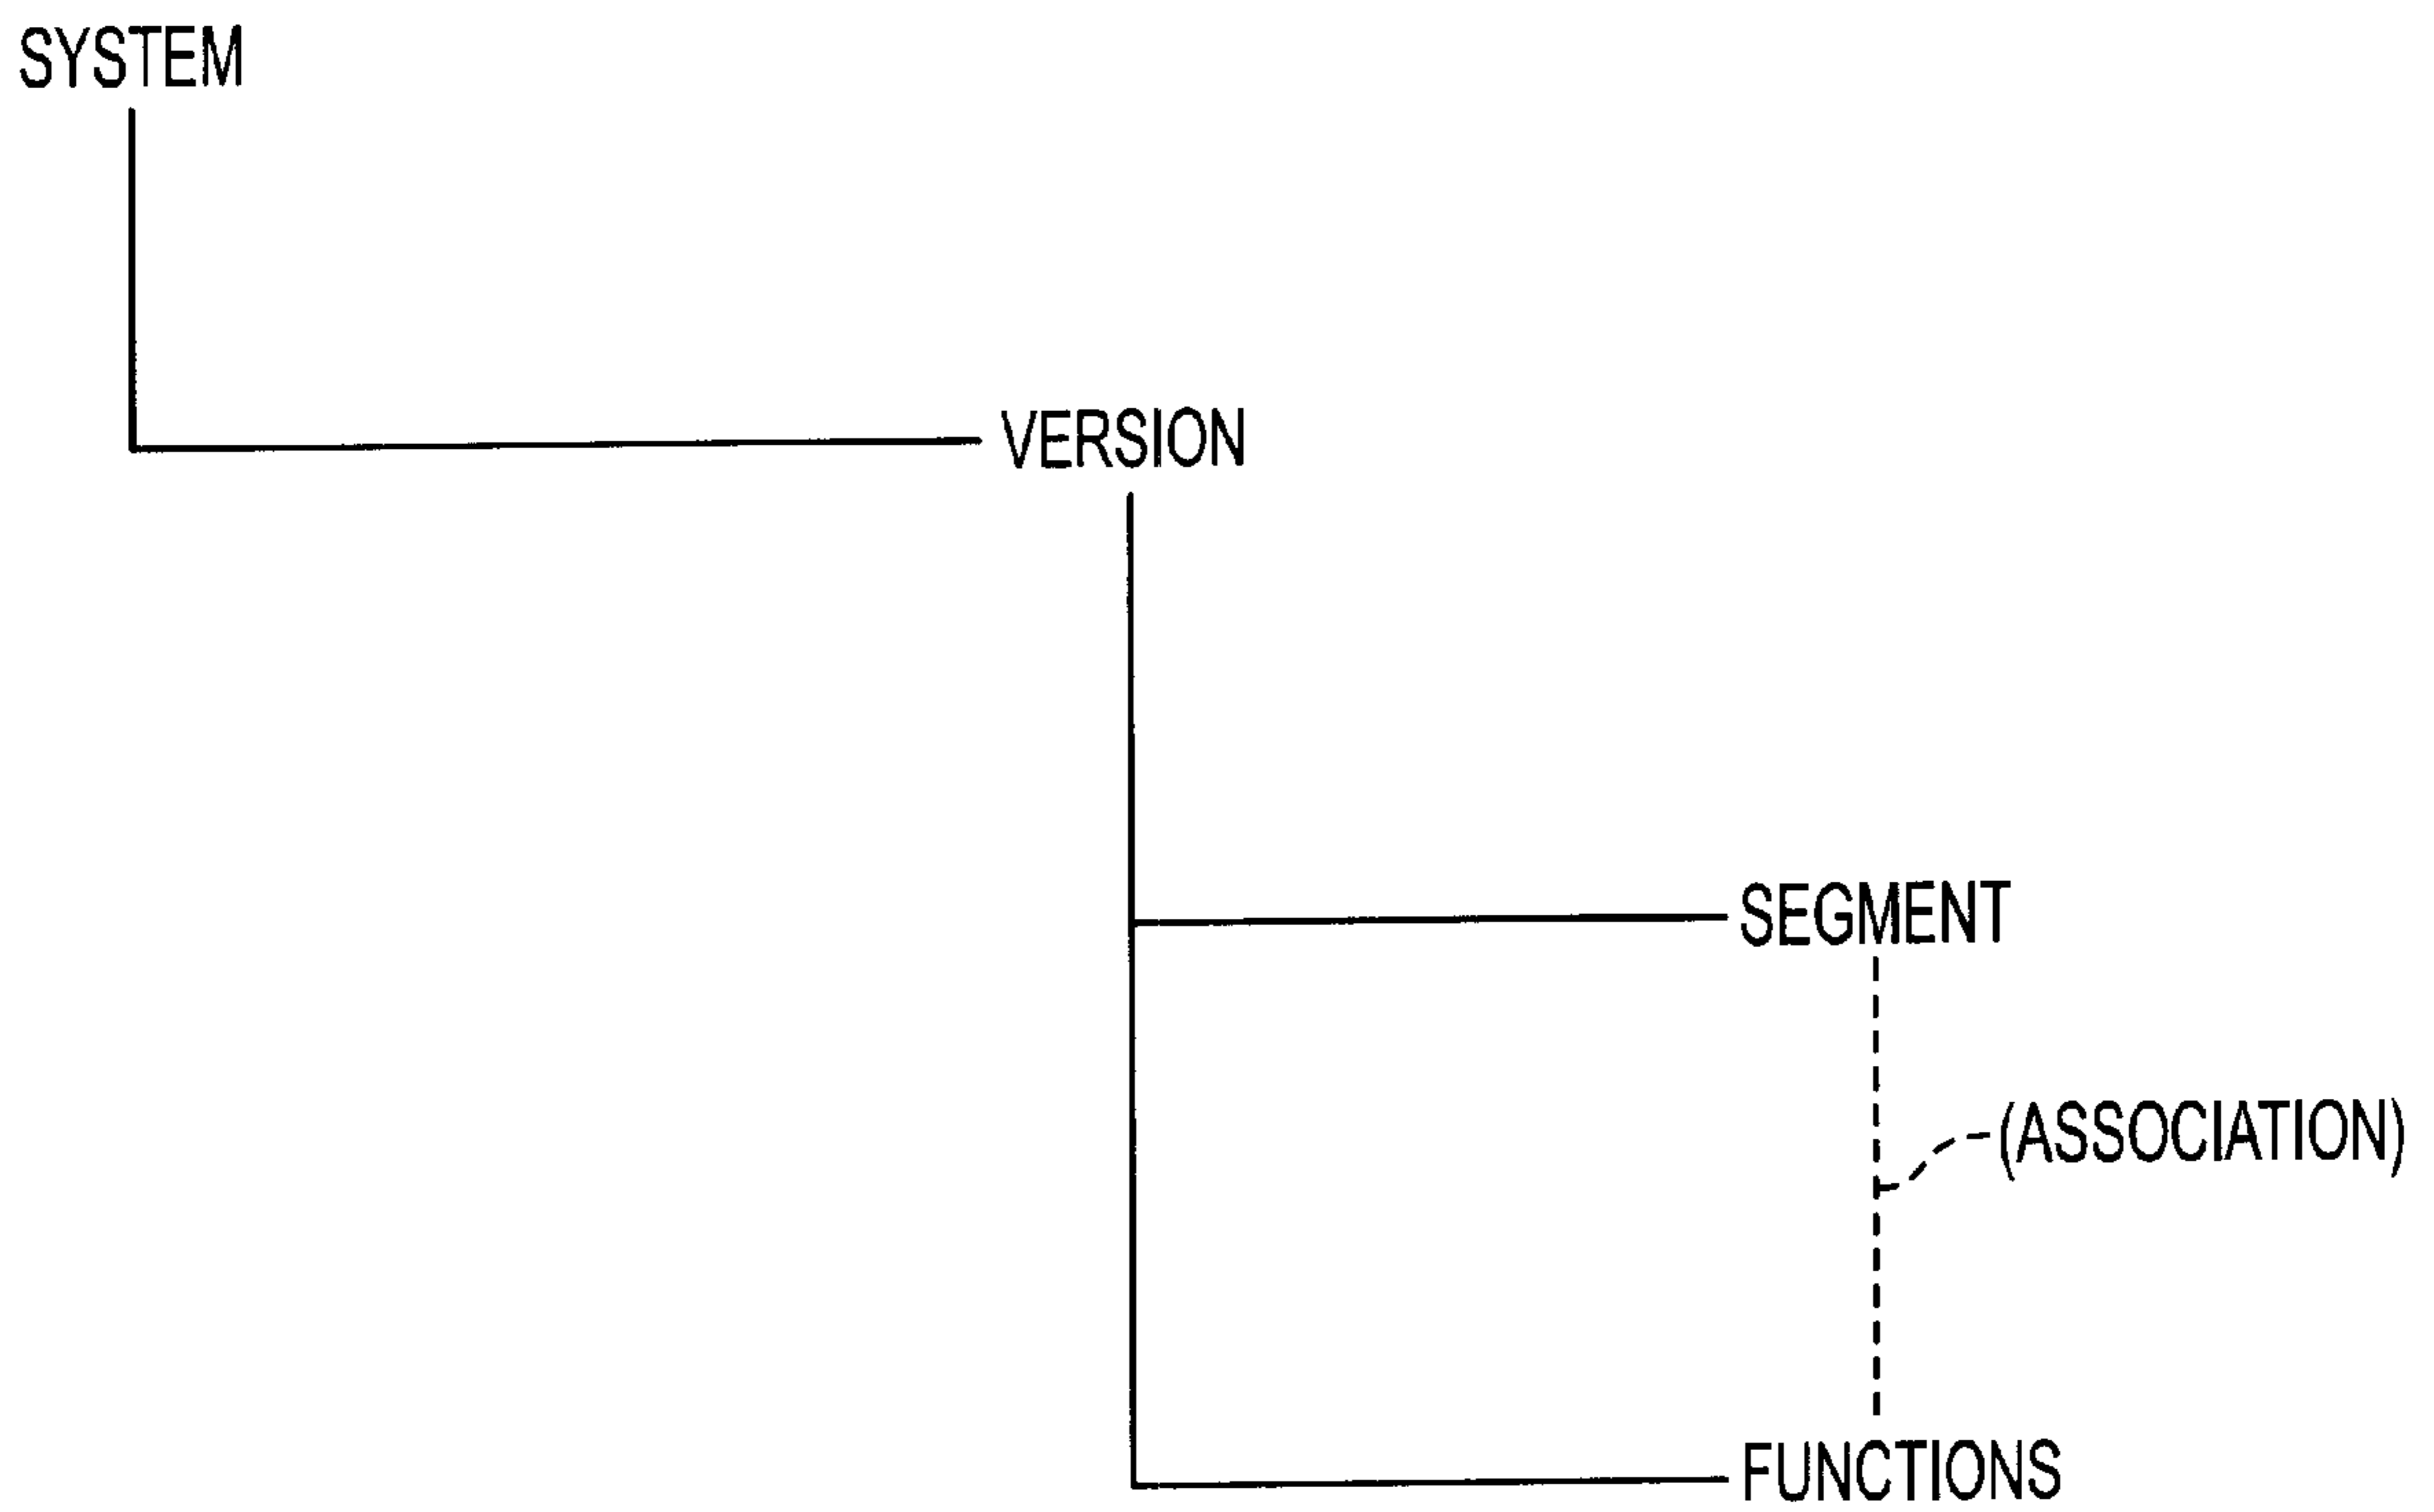 SYSTEM
VERSION
SEGMENT
(ASSOCIATION)
FUNCTIONS